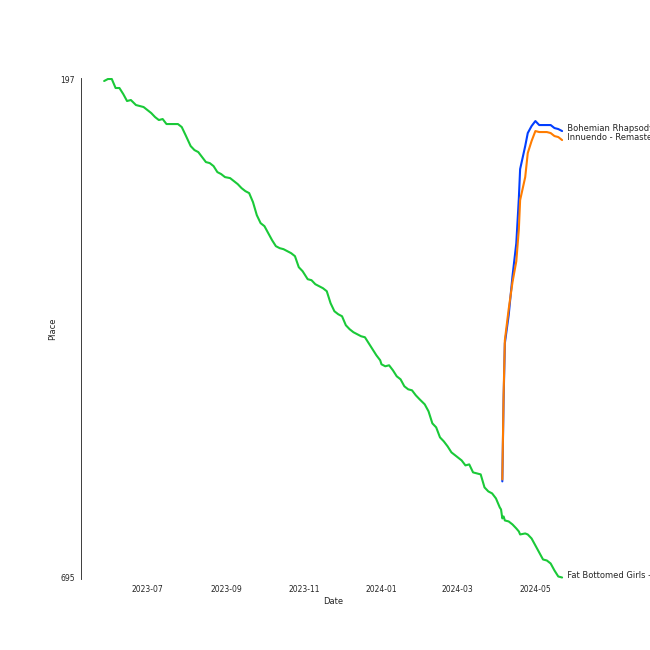 197
Bohemian Rhapsod
Innuendo - Remaste
Place
Fat Bottomed Girls -
695
2023-07 2023-09 2023-11 2024-01 2024-03 2024-05
Date